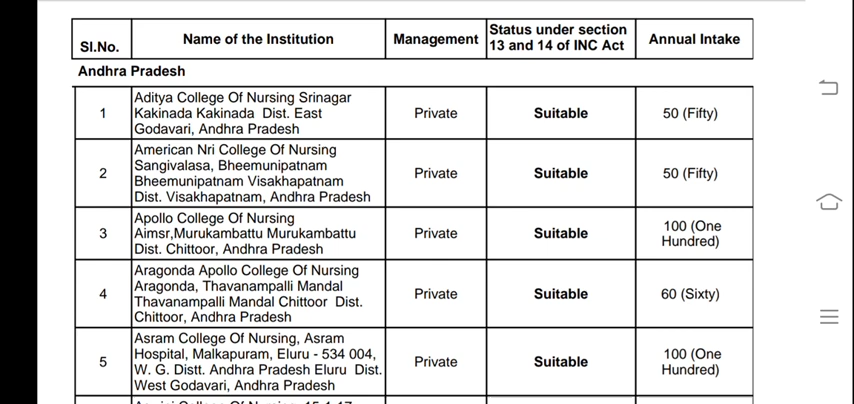 Sl.No.
Name of the Institution
Management
Status under section
13 and 14 of INC Act
Annual Intake
Andhra Pradesh
1
Aditya College Of Nursing Srinagar
Kakinada Kakinada Dist. East
Godavari, Andhra Pradesh
Private
Suitable
50 (Fifty)
2
American Nri College Of Nursing
Sangivalasa, Bheemunipatnam
Bheemunipatnam Visakhapatnam
Dist. Visakhapatnam, Andhra Pradesh
Private
Suitable
50 (Fifty)
3
Apollo College Of Nursing
Aimsr,Murukambattu Murukambattu
Dist. Chittoor, Andhra Pradesh
Private
Suitable
100 (One
Hundred)
4
Aragonda Apollo College Of Nursing
Aragonda, Thavanampalli Mandal
Thavanampalli Mandal Chittoor Dist.
Chittoor, Andhra Pradesh
Private
Suitable
60 (Sixty)
5
Asram College Of Nursing, Asram
Hospital, Malkapuram, Eluru - 534 004,
W. G. Distt. Andhra Pradesh Eluru Dist.
West Godavari, Andhra Pradesh
Private
Suitable
100 (One
Hundred)